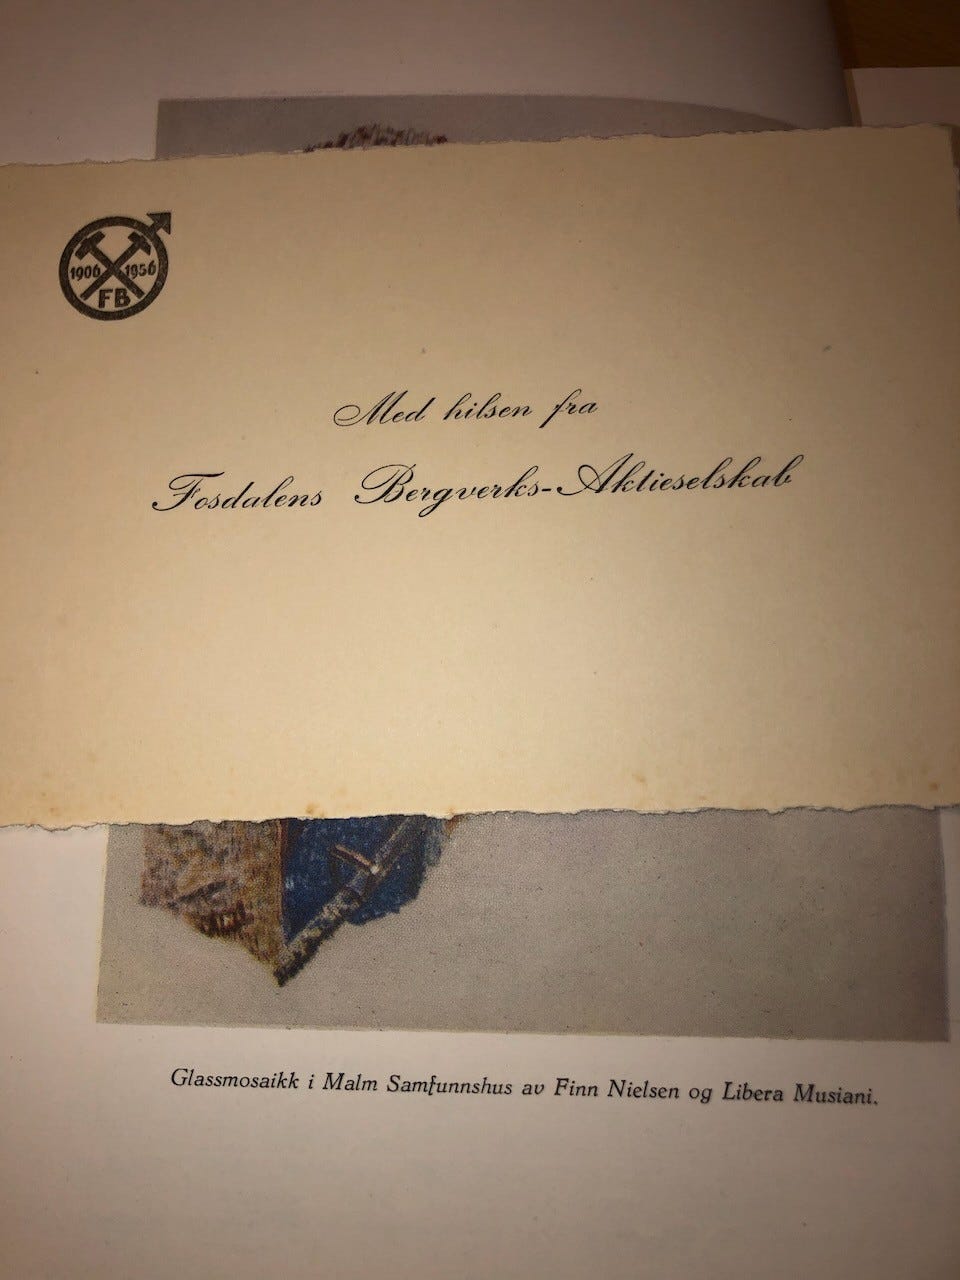 1906 1956
FB
Med hilsen fra
Fosdalens Bergverks-Aktieselskab
Glassmosaikk i Malm Samfunnshus av Finn Nielsen og Libera Musiani.